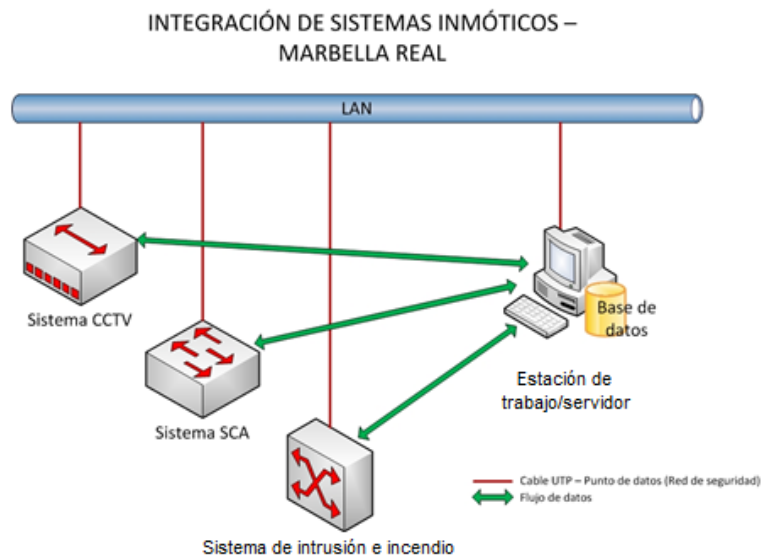 INTEGRACIÓN DE SISTEMAS INMÓTICOS –
MARBELLA REAL
LAN
Sistema CCTV
Base de
datos
Estación de
trabajo/servidor
Sistema SCA
Cable UTP – Punto de datos (Red de seguridad)
Flujo de datos
Sistema de intrusión e incendio